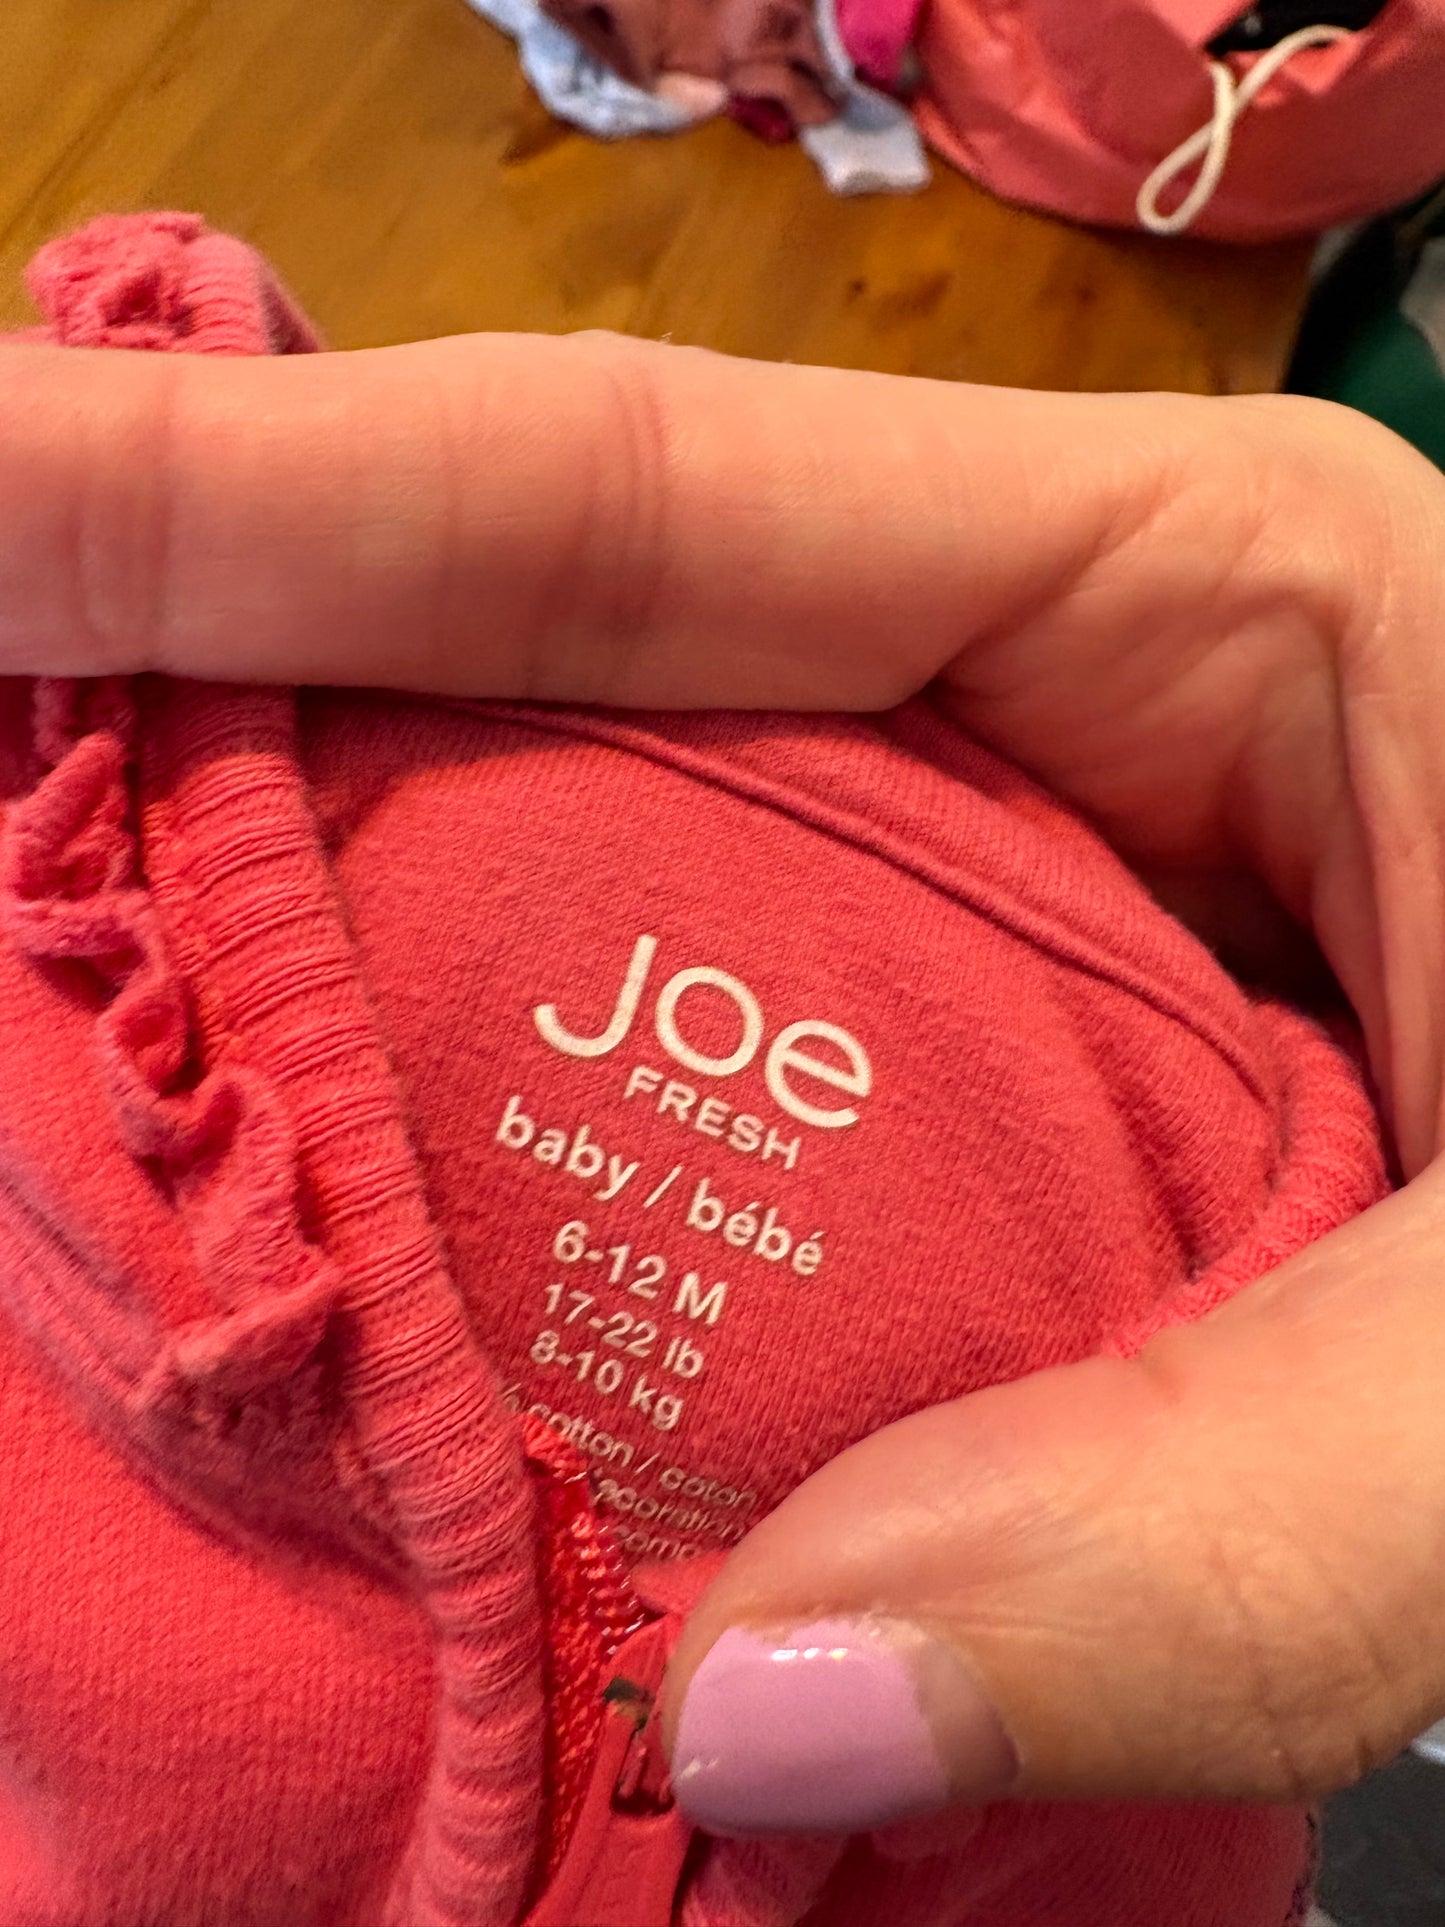 Joe
FRESH
baby / bébé
6-12 M
17-22 lb
8-10 kg
cotton / coton